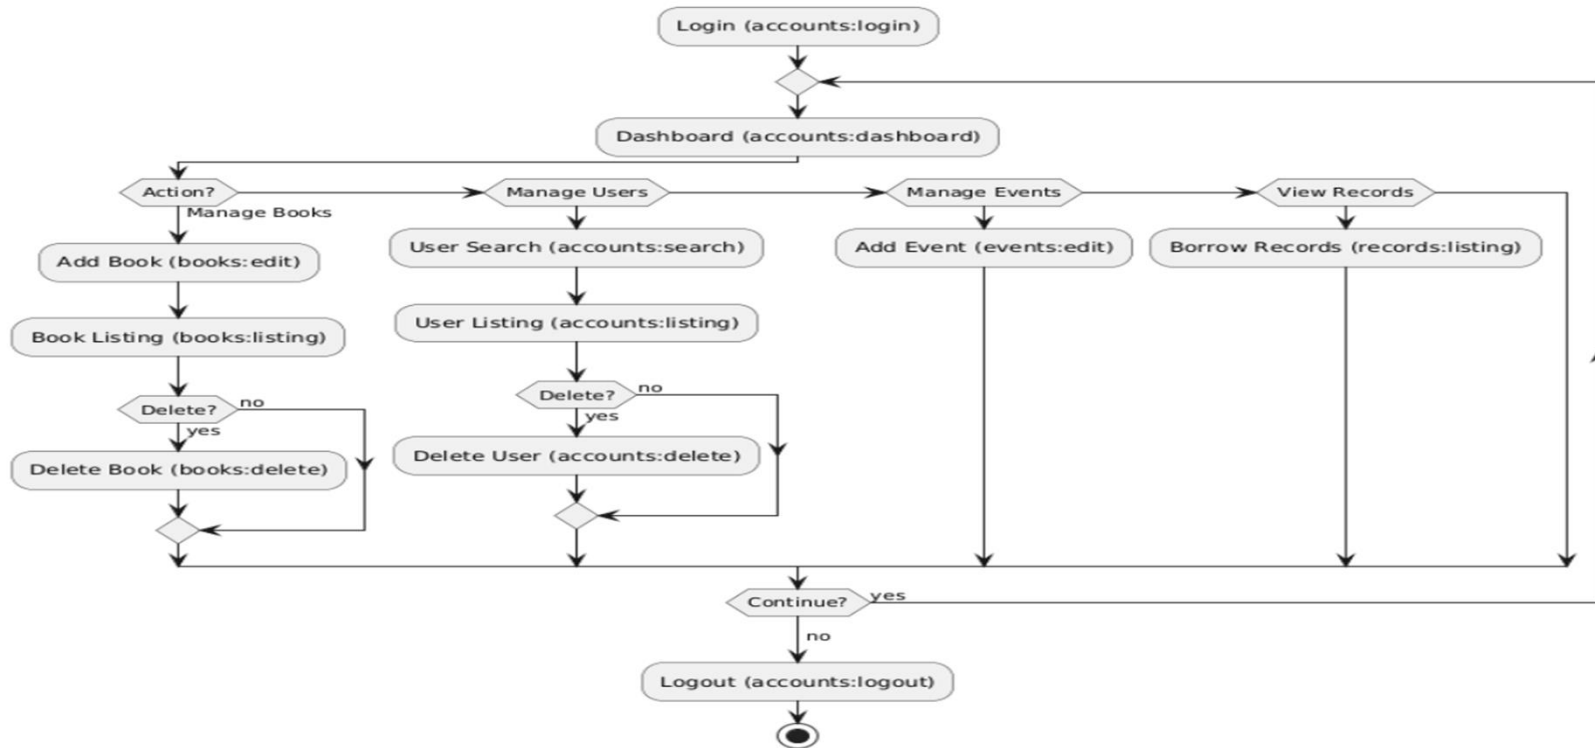 Login (accounts:login)
Dashboard (accounts:dashboard)
Action?
Manage Books
Add Book (books:edit)
Book Listing (books:listing)
Delete?
no
yes
Delete Book (books:delete)
Manage Users
User Search (accounts:search)
User Listing (accounts:listing)
Delete?
no
yes
Delete User (accounts:delete)
Manage Events
Add Event (events:edit)
View Records
Borrow Records (records:listing)
Continue?
yes
no
Logout (accounts:logout)